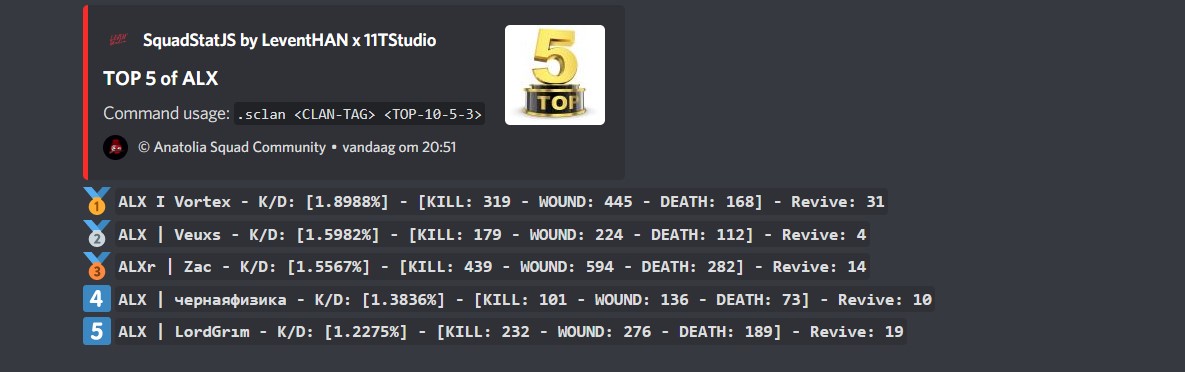 SquadStatJS by LeventHAN x 11TStudio
TOP 5 of ALX
Command usage: .sclan <CLAN-TAG> <TOP-10-5-3>
© Anatolia Squad Community • vandaag om 20:51
5
TOP
1 ALX I Vortex - K/D: [1.8988%] - [KILL: 319 - WOUND: 445 - DEATH: 168] - Revive: 31
2 ALX | Veuxs - K/D: [1.5982%] - [KILL: 179 - WOUND: 224 - DEATH: 112] - Revive: 4
3 ALXr | Zac - K/D: [1.5567%] - [KILL: 439 - WOUND: 594 - DEATH: 282] - Revive: 14
4 ALX | чернаяфизика - K/D: [1.3836%] - [KILL: 101 - WOUND: 136 - DEATH: 73] - Revive: 10
5 ALX | LordGrım - K/D: [1.2275%] - [KILL: 232 - WOUND: 276 - DEATH: 189] - Revive: 19